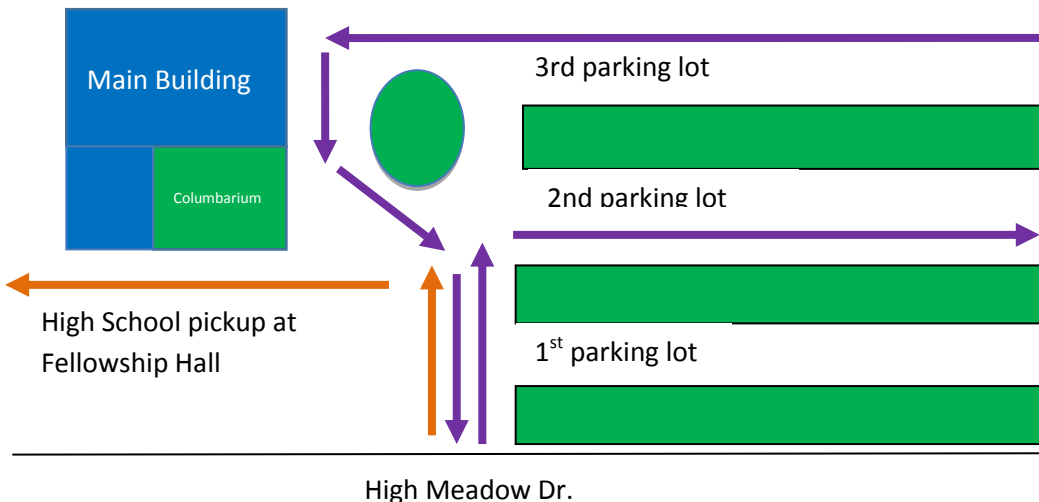 Main Building
3rd parking lot
Columbarium
2nd parking lot
High School pickup at
Fellowship Hall
1st parking lot
High Meadow Dr.